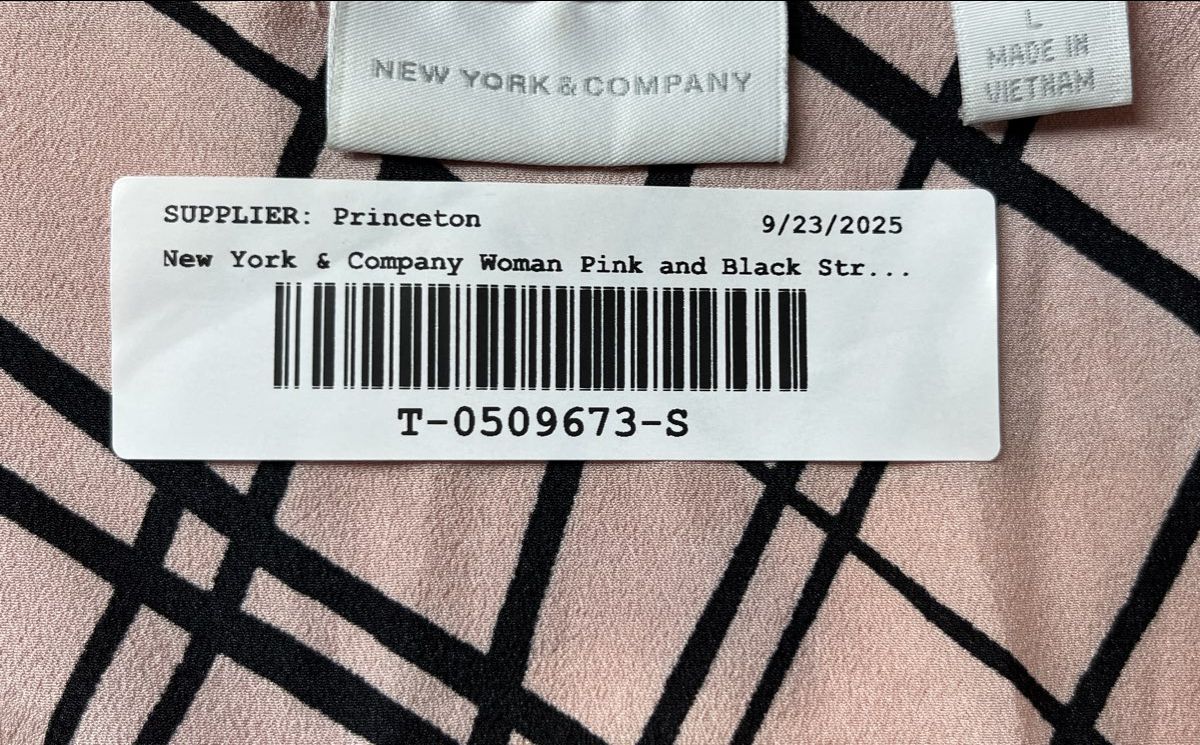 NEW YORK & COMPANY
L
MADE IN
VIETNAM
SUPPLIER: Princeton 9/23/2025
New York & Company Woman Pink and Black Str...
T-0509673-S